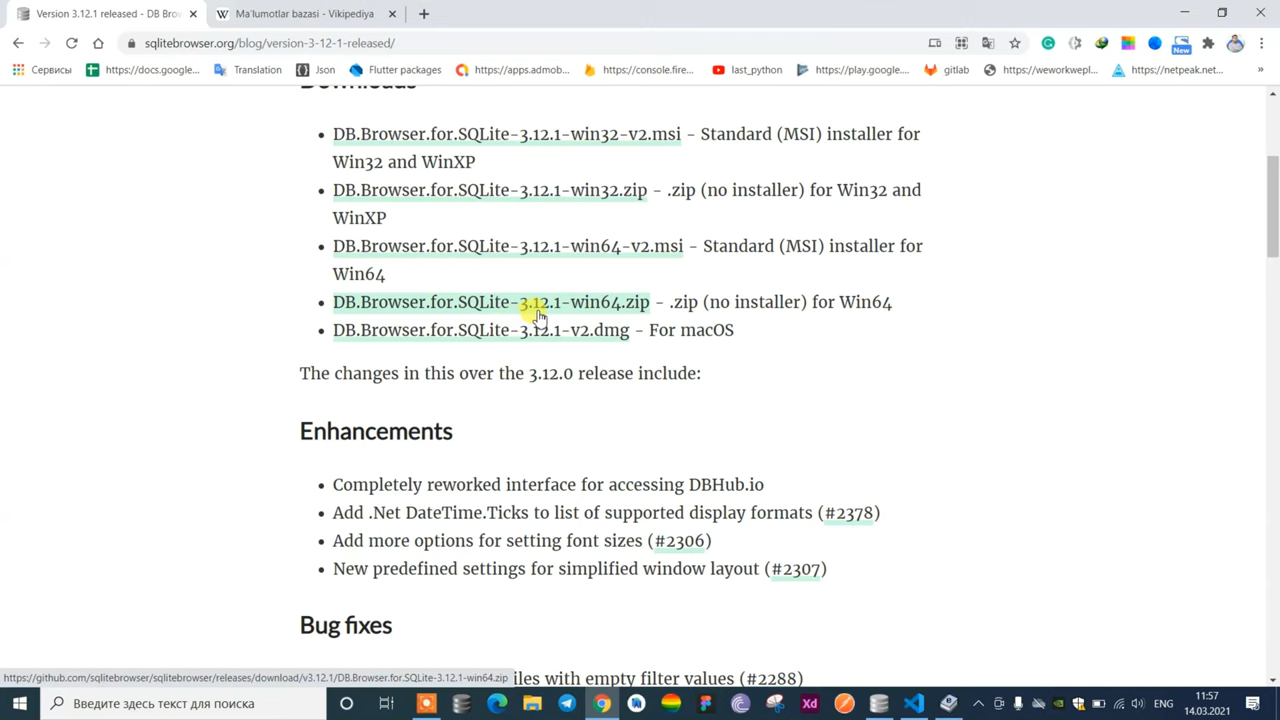 Version 3.12.1 released - DB Brow
Ma'lumotlar bazasi - Vikipediya
sqlitebrowser.org/blog/version-3-12-1-released/
New
Сервисы
https://docs.google...
Translation
Json
Flutter packages
https://apps.admob...
https://console.fire...
last_python
https://play.google...
gitlab
https://weworkwepl...
https://netpeak.net...
»
Downloads
• DB.Browser.for.SQLite-3.12.1-win32-v2.msi - Standard (MSI) installer for
Win32 and WinXP
• DB.Browser.for.SQLite-3.12.1-win32.zip - .zip (no installer) for Win32 and
WinXP
• DB.Browser.for.SQLite-3.12.1-win64-v2.msi - Standard (MSI) installer for
Win64
• DB.Browser.for.SQLite-3.12.1-win64.zip - .zip (no installer) for Win64
• DB.Browser.for.SQLite-3.12.1-v2.dmg - For macOS
The changes in this over the 3.12.0 release include:
Enhancements
• Completely reworked interface for accessing DBHub.io
• Add .Net DateTime.Ticks to list of supported display formats (#2378)
• Add more options for setting font sizes (#2306)
• New predefined settings for simplified window layout (#2307)
Bug fixes
iles with empty filter values (#2288)
https://github.com/sqlitebrowser/sqlitebrowser/releases/download/v3.12.1/DB.Browser.for.SQLite-3.12.1-win64.zip
Введите здесь текст для поиска
Xd
ENG
11:57
14.03.2021